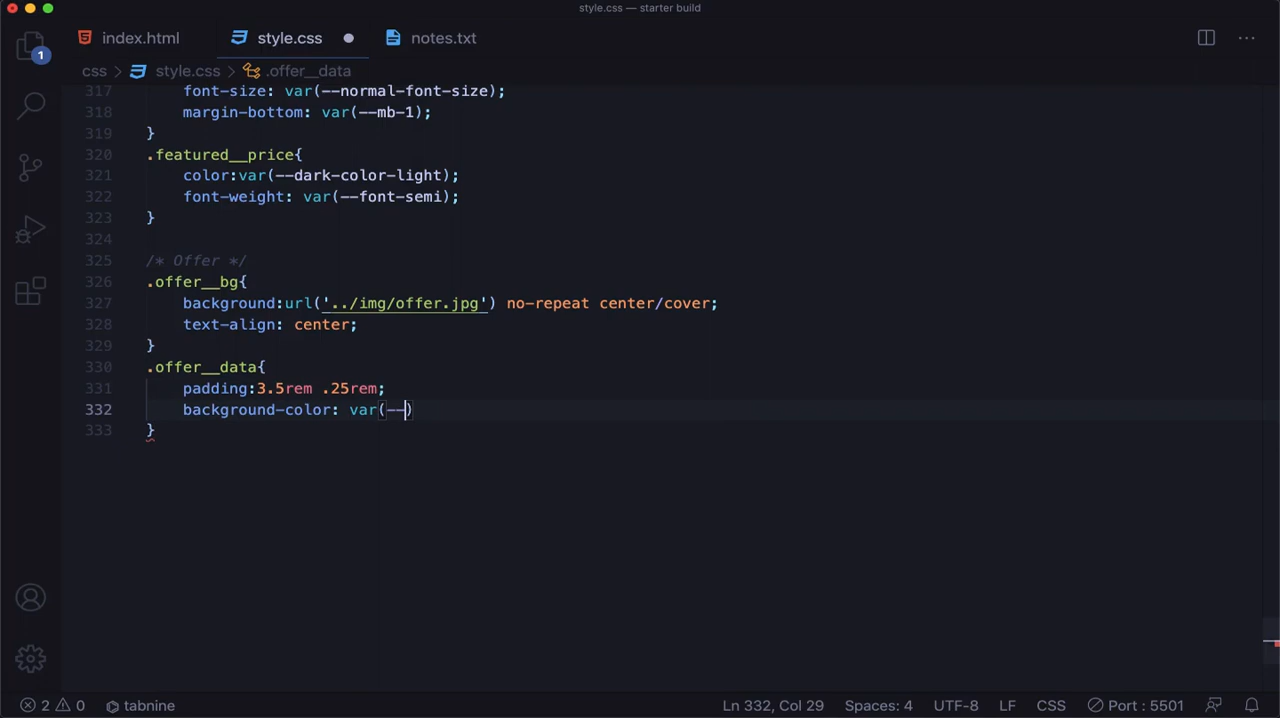 style.css — starter build
index.html style.css notes.txt
1
css > style.css > .offer__data
317 font-size: var(--normal-font-size);
318 margin-bottom: var(--mb-1);
319 }
320 .featured__price{
321 color:var(--dark-color-light);
322 font-weight: var(--font-semi);
323 }
324
325 /* Offer */
326 .offer__bg{
327 background:url('../img/offer.jpg') no-repeat center/cover;
328 text-align: center;
329 }
330 .offer__data{
331 padding:3.5rem .25rem;
332 background-color: var(--)
333 }
2 0 tabnine Ln 332, Col 29 Spaces: 4 UTF-8 LF CSS Port : 5501